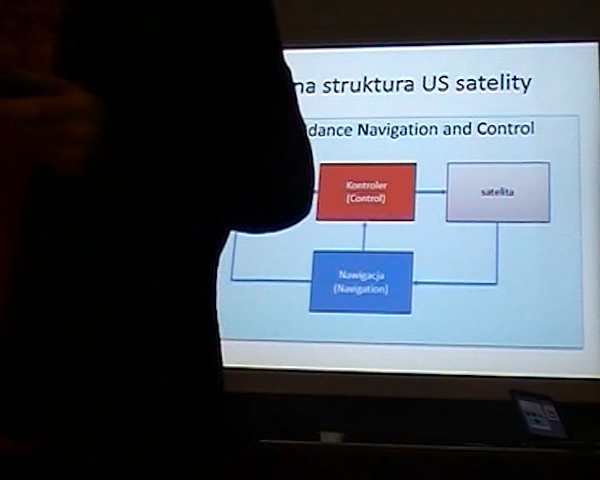 na struktura US satelity
dance Navigation and Control
Kontroler
(Control)
satelita
Nawigacja
(Navigation)